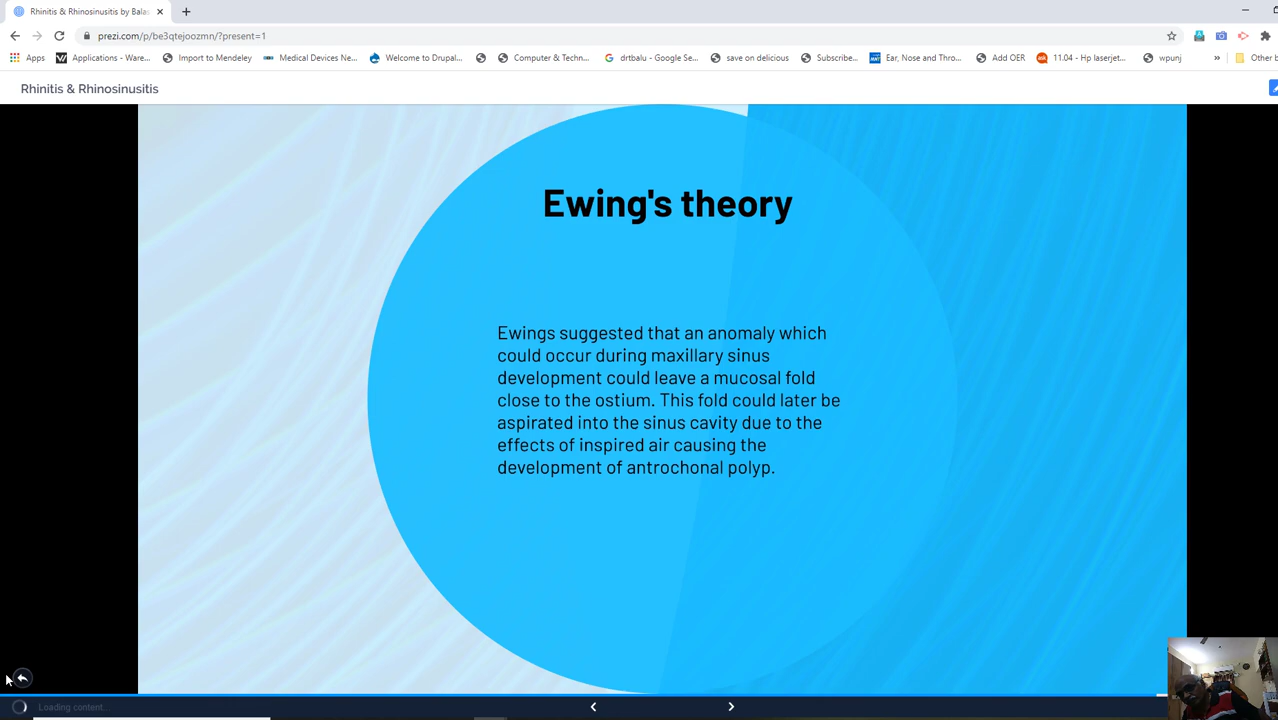 Rhinitis & Rhinosinusitis by Balas
prezi.com/p/be3qtejoozmn/?present=1
Apps Applications - Ware... Import to Mendeley Medical Devices Ne... Welcome to Drupal... Computer & Techn... drtbalu - Google Se... save on delicious Subscribe... Ear, Nose and Thro... Add OER 11.04 - Hp laserjet... wpunj » Other b
Rhinitis & Rhinosinusitis
Ewing's theory
Ewings suggested that an anomaly which
could occur during maxillary sinus
development could leave a mucosal fold
close to the ostium. This fold could later be
aspirated into the sinus cavity due to the
effects of inspired air causing the
development of antrochonal polyp.
Loading content...